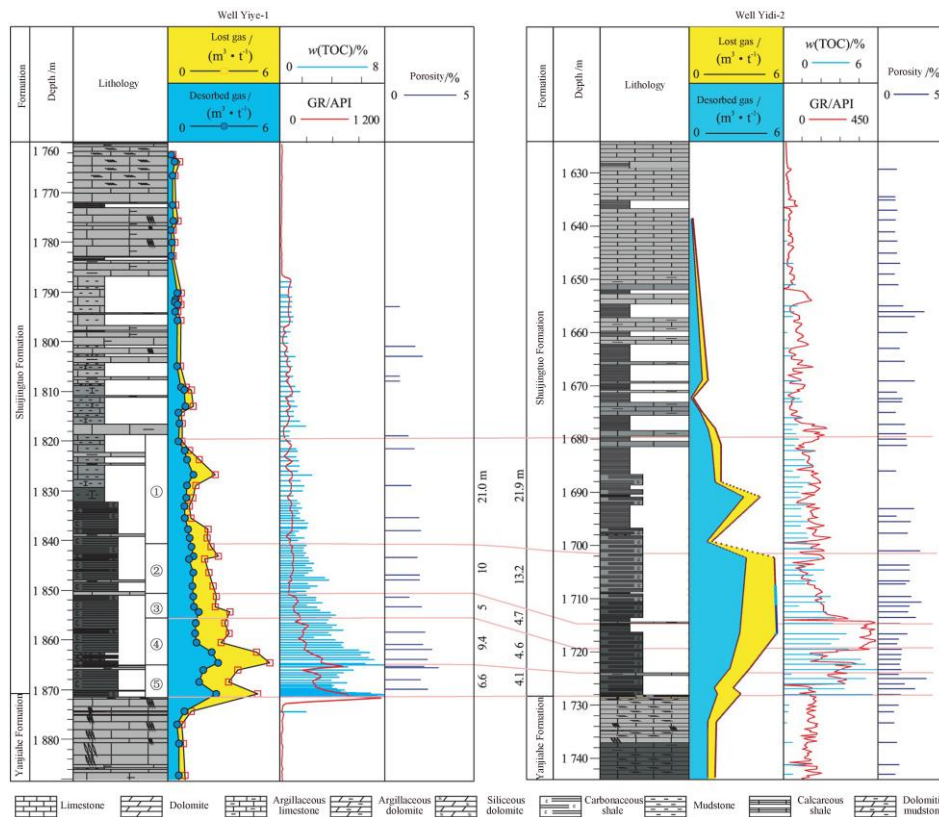 Well Yiye-1
Formation
Depth /m
Lithology
Lost gas/
(m³・t⁻¹)
0 6
Desorbed gas/
(m³・t⁻¹)
0 6
w(TOC)/%
0 8
GR/API
0 1 200
Porosity/%
0 5
Shuijingtuo Formation
Yanjiahe Formation
1 760
1 770
1 780
1 790
1 800
1 810
1 820
1 830
1 840
1 850
1 860
1 870
1 880
①
②
③
④
⑤
21.0 m
10
5
9.4
6.6
21.9 m
13.2
4.7
4.6
4.1
Well Yidi-2
Formation
Depth /m
Lithology
Lost gas/
(m³・t⁻¹)
0 6
Desorbed gas/
(m³・t⁻¹)
0 6
w(TOC)/%
0 6
GR/API
0 450
Porosity/%
0 5
Shuijingtuo Formation
Yanjiahe Formation
1 630
1 640
1 650
1 660
1 670
1 680
1 690
1 700
1 710
1 720
1 730
1 740
Limestone
Dolomite
Argillaceous
limestone
Argillaceous
dolomite
Siliceous
dolomite
Carbonaceous
shale
Mudstone
Calcareous
shale
Dolomiti
mudston